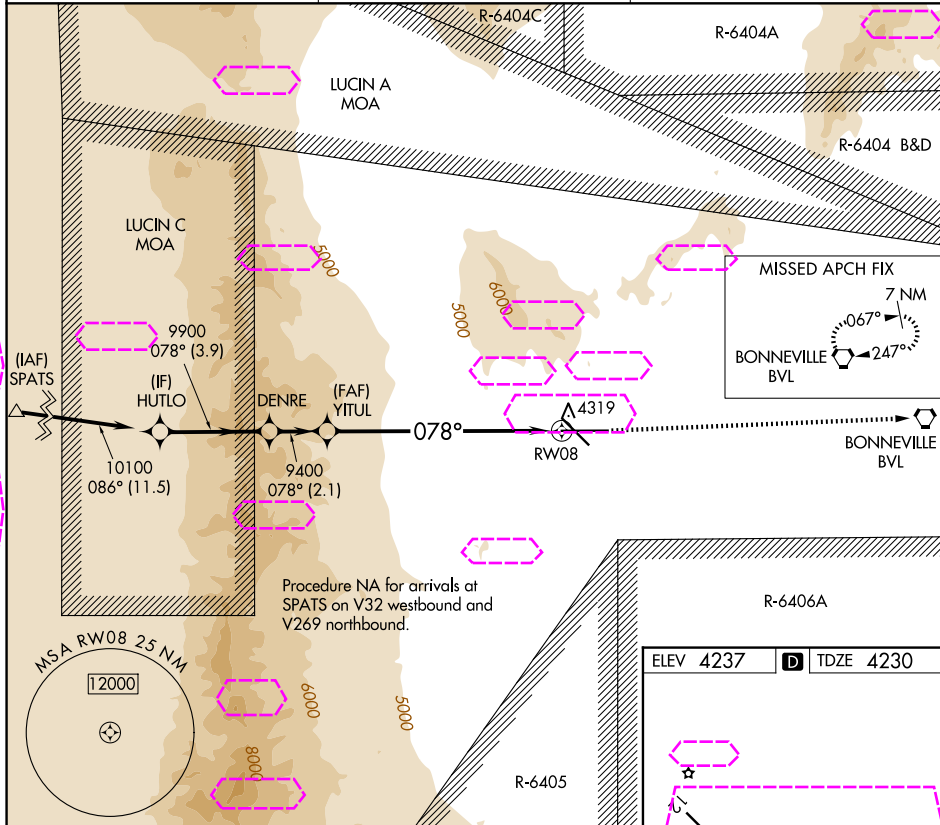 R-6404C
R-6404A
LUCIN A
MOA
R-6404 B&D
LUCIN C
MOA
5000
MISSED APCH FIX
7 NM
067°
247°
BONNEVILLE
BVL
6000
5000
9900
078° (3.9)
(IAF)
SPATS
(IF)
HUTLO
DENRE
(FAF)
YITUL
078°
4319
RW08
BONNEVILLE
BVL
10100
086° (11.5)
9400
078° (2.1)
Procedure NA for arrivals at
SPATS on V32 westbound and
V269 northbound.
R-6406A
MSA RW08 25 NM
12000
ELEV 4237 D TDZE 4230
6000
5000
8000
R-6405
12